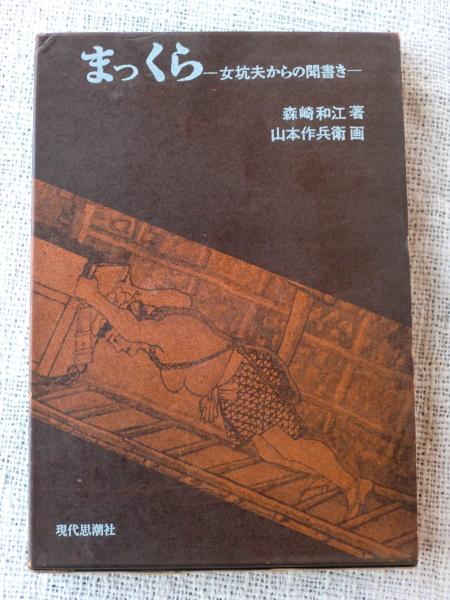 まっくら―女坑夫からの聞書き―
森崎和江著
山本作兵衛画
現代思潮社